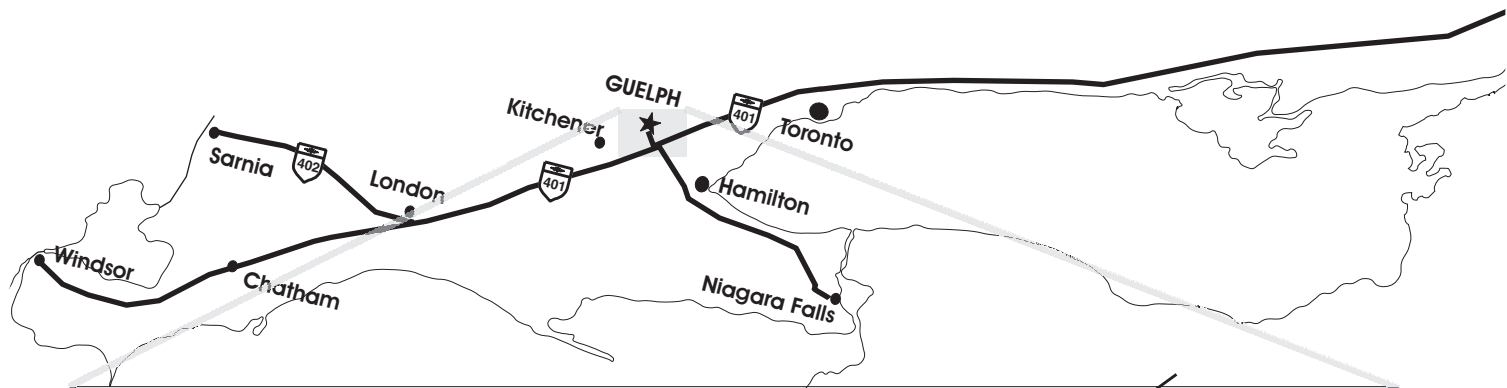 GUELPH
Kitchener
401
Toronto
Sarnia
402
London
401
Hamilton
Windsor
Chatham
Niagara Falls